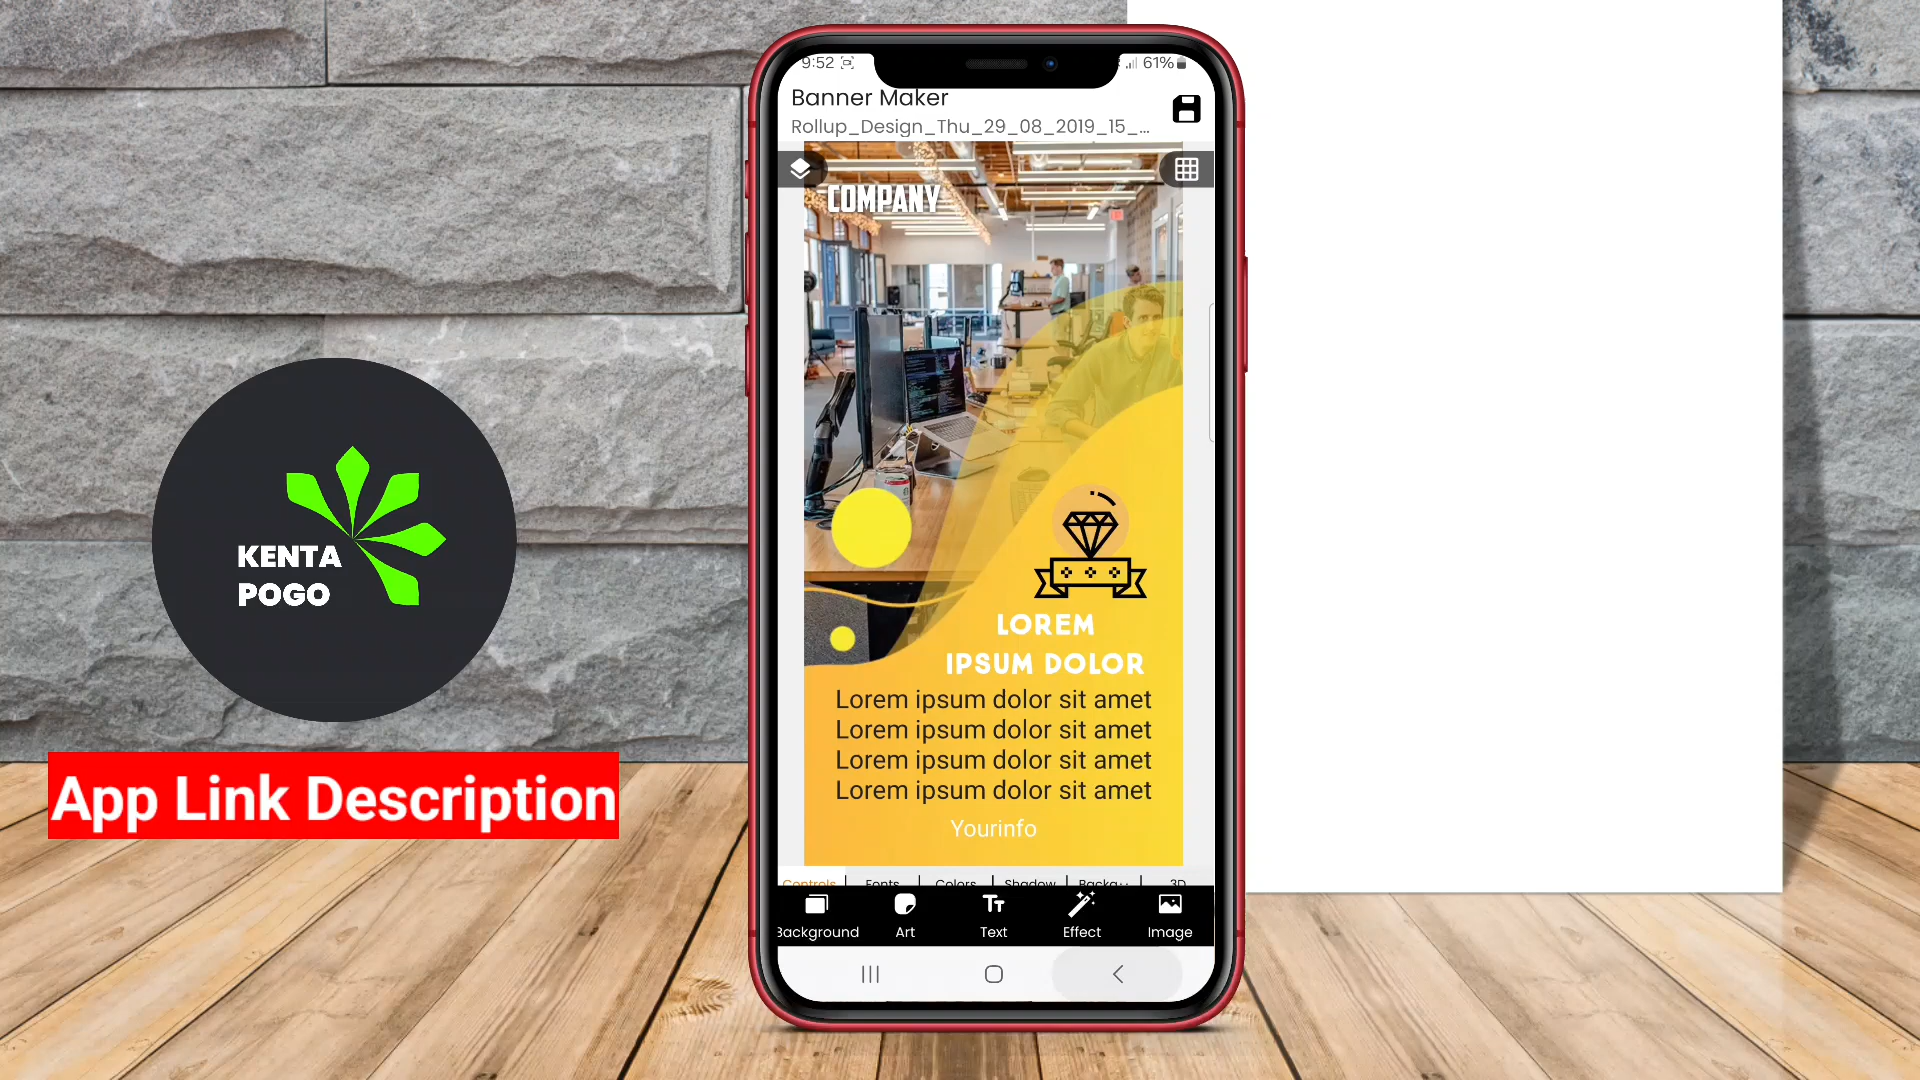 9:52
61%
Banner Maker
Rollup_Design_Thu_29_08_2019_15_...
COMPANY
LOREM
IPSUM DOLOR
Lorem ipsum dolor sit amet
Lorem ipsum dolor sit amet
Lorem ipsum dolor sit amet
Lorem ipsum dolor sit amet
Yourinfo
Controls Fonts Colors Shadow Backg.. 3D
Background Art Text Effect Image
KENTA
POGO
App Link Description